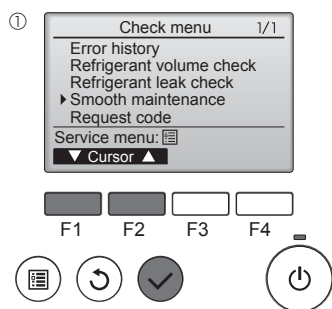 ①
Check menu 1/1
Error history
Refrigerant volume check
Refrigerant leak check
Smooth maintenance
Request code
Service menu:
▼ Cursor ▲
F1 F2 F3 F4